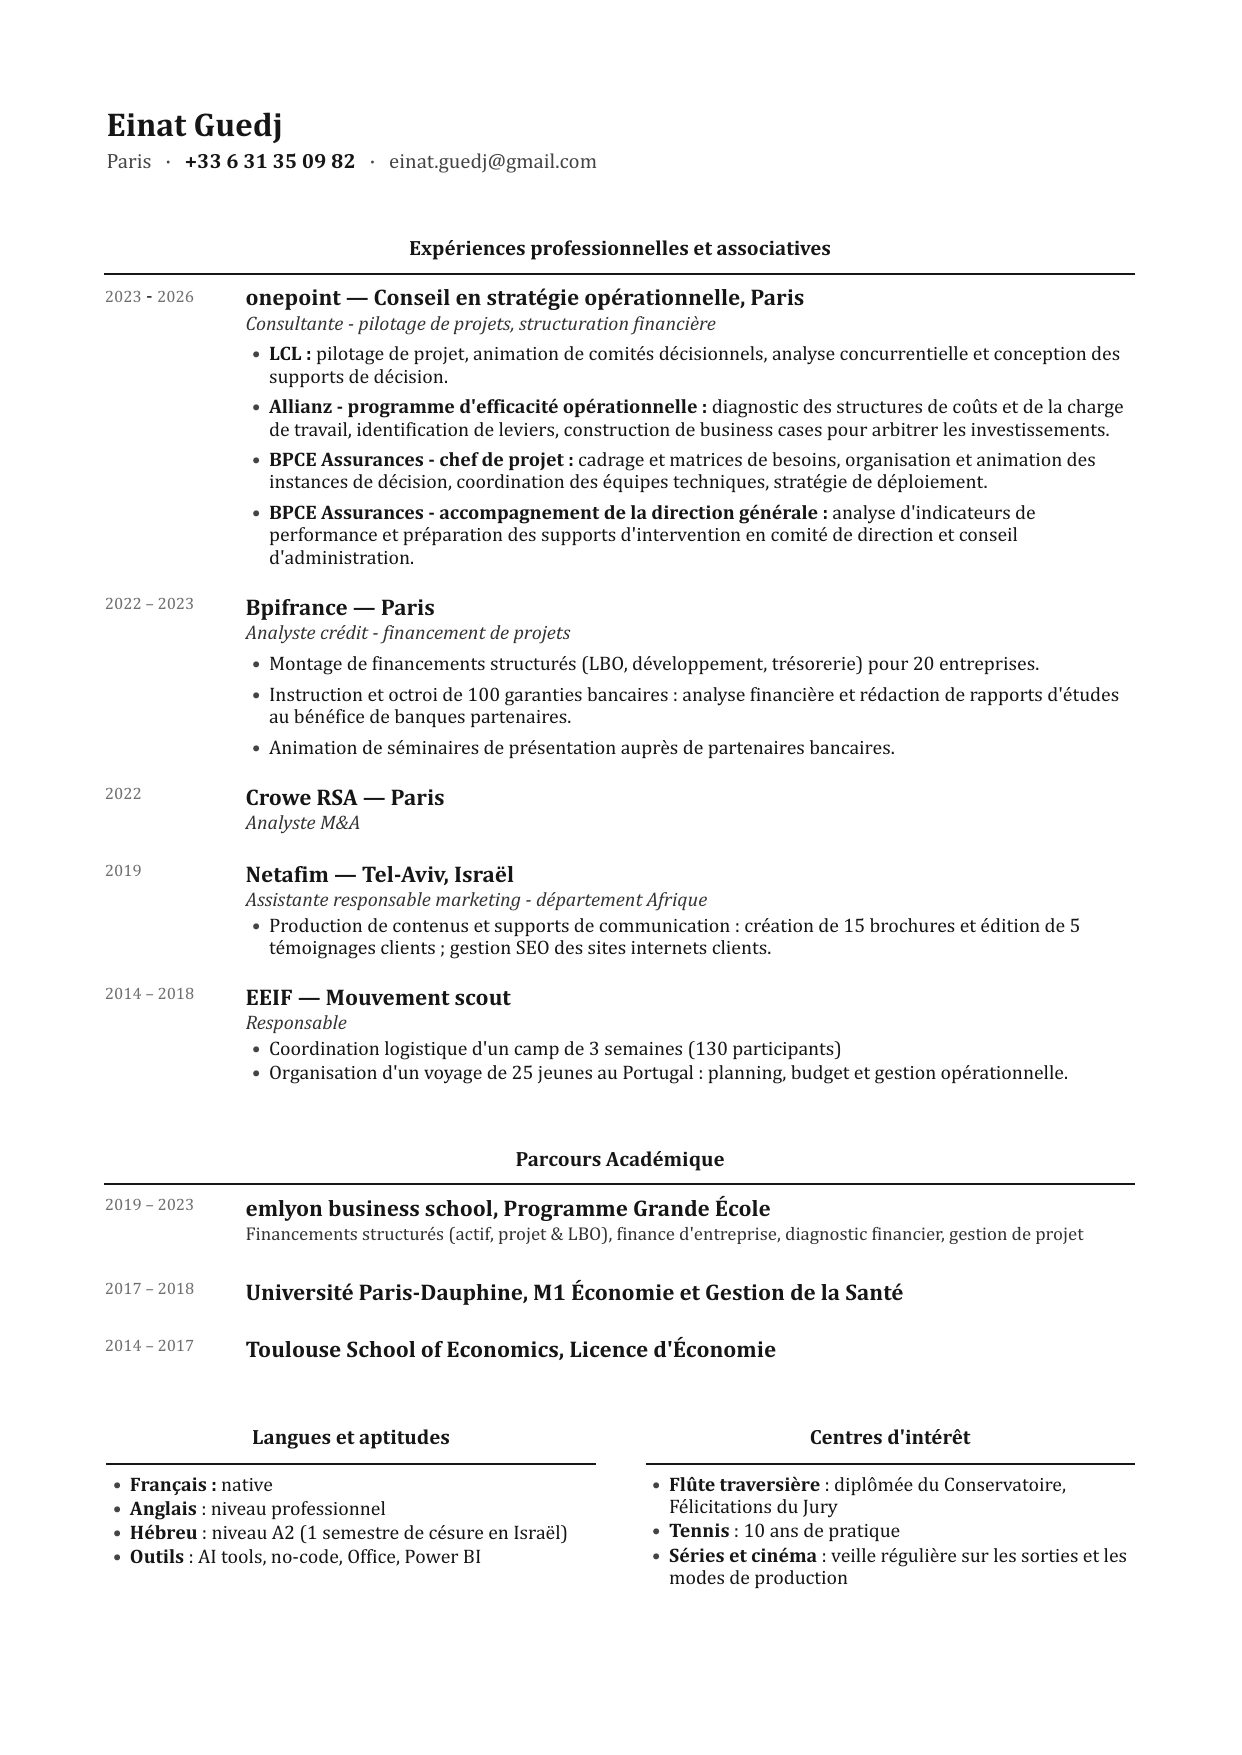 Einat Guedj
Paris · +33 6 31 35 09 82 · einat.guedj@gmail.com
Expériences professionnelles et associatives
2023 - 2026
onepoint — Conseil en stratégie opérationnelle, Paris
Consultante - pilotage de projets, structuration financière
• LCL : pilotage de projet, animation de comités décisionnels, analyse concurrentielle et conception des
supports de décision.
• Allianz - programme d'efficacité opérationnelle : diagnostic des structures de coûts et de la charge
de travail, identification de leviers, construction de business cases pour arbitrer les investissements.
• BPCE Assurances - chef de projet : cadrage et matrices de besoins, organisation et animation des
instances de décision, coordination des équipes techniques, stratégie de déploiement.
• BPCE Assurances - accompagnement de la direction générale : analyse d'indicateurs de
performance et préparation des supports d'intervention en comité de direction et conseil
d'administration.
2022 – 2023
Bpifrance — Paris
Analyste crédit - financement de projets
• Montage de financements structurés (LBO, développement, trésorerie) pour 20 entreprises.
• Instruction et octroi de 100 garanties bancaires : analyse financière et rédaction de rapports d'études
au bénéfice de banques partenaires.
• Animation de séminaires de présentation auprès de partenaires bancaires.
2022
Crowe RSA — Paris
Analyste M&A
2019
Netafim — Tel-Aviv, Israël
Assistante responsable marketing - département Afrique
• Production de contenus et supports de communication : création de 15 brochures et édition de 5
témoignages clients ; gestion SEO des sites internets clients.
2014 – 2018
EEIF — Mouvement scout
Responsable
• Coordination logistique d'un camp de 3 semaines (130 participants)
• Organisation d'un voyage de 25 jeunes au Portugal : planning, budget et gestion opérationnelle.
Parcours Académique
2019 – 2023
emlyon business school, Programme Grande École
Financements structurés (actif, projet & LBO), finance d'entreprise, diagnostic financier, gestion de projet
2017 – 2018
Université Paris-Dauphine, M1 Économie et Gestion de la Santé
2014 – 2017
Toulouse School of Economics, Licence d'Économie
Langues et aptitudes
• Français : native
• Anglais : niveau professionnel
• Hébreu : niveau A2 (1 semestre de césure en Israël)
• Outils : AI tools, no-code, Office, Power BI
Centres d'intérêt
• Flûte traversière : diplômée du Conservatoire,
Félicitations du Jury
• Tennis : 10 ans de pratique
• Séries et cinéma : veille régulière sur les sorties et les
modes de production